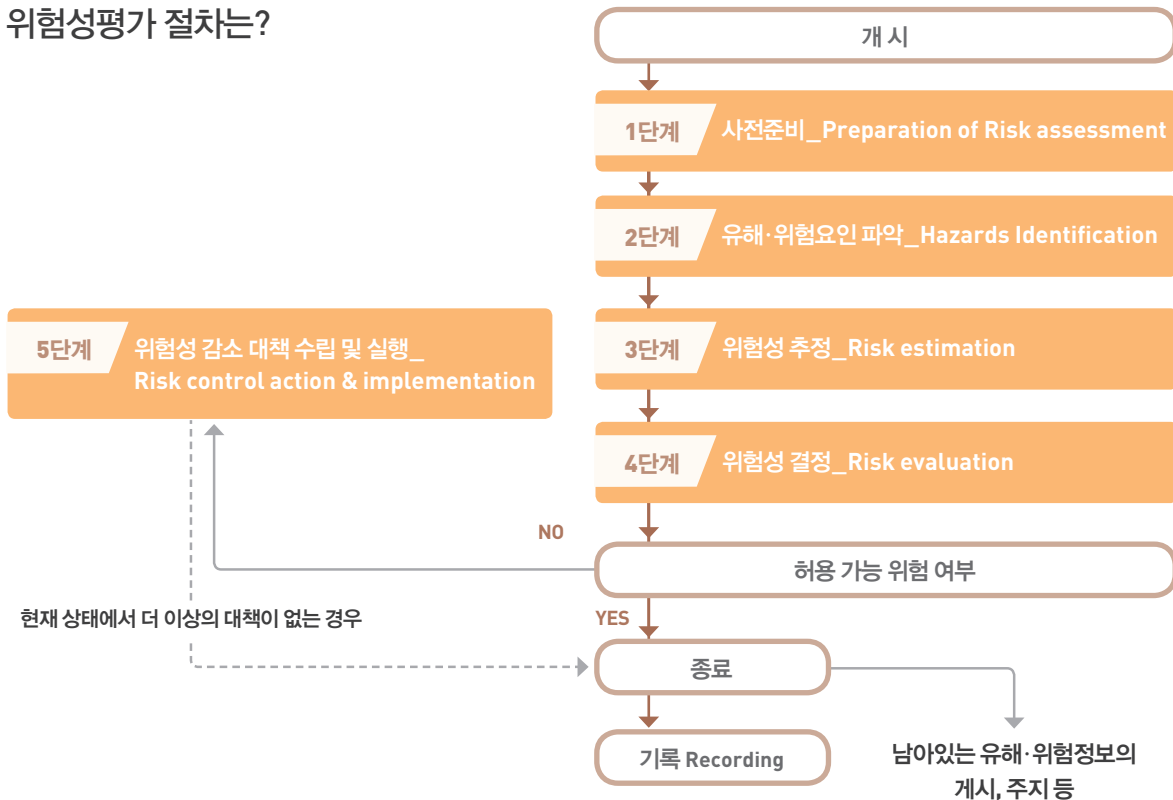 위험성평가 절차는?
개 시
1단계 사전준비_Preparation of Risk assessment
2단계 유해·위험요인 파악_Hazards Identification
3단계 위험성 추정_Risk estimation
4단계 위험성 결정_Risk evaluation
5단계 위험성 감소 대책 수립 및 실행_
Risk control action & implementation
NO
허용 가능 위험 여부
현재 상태에서 더 이상의 대책이 없는 경우
YES
종료
기록 Recording
남아있는 유해·위험정보의
게시, 주지 등